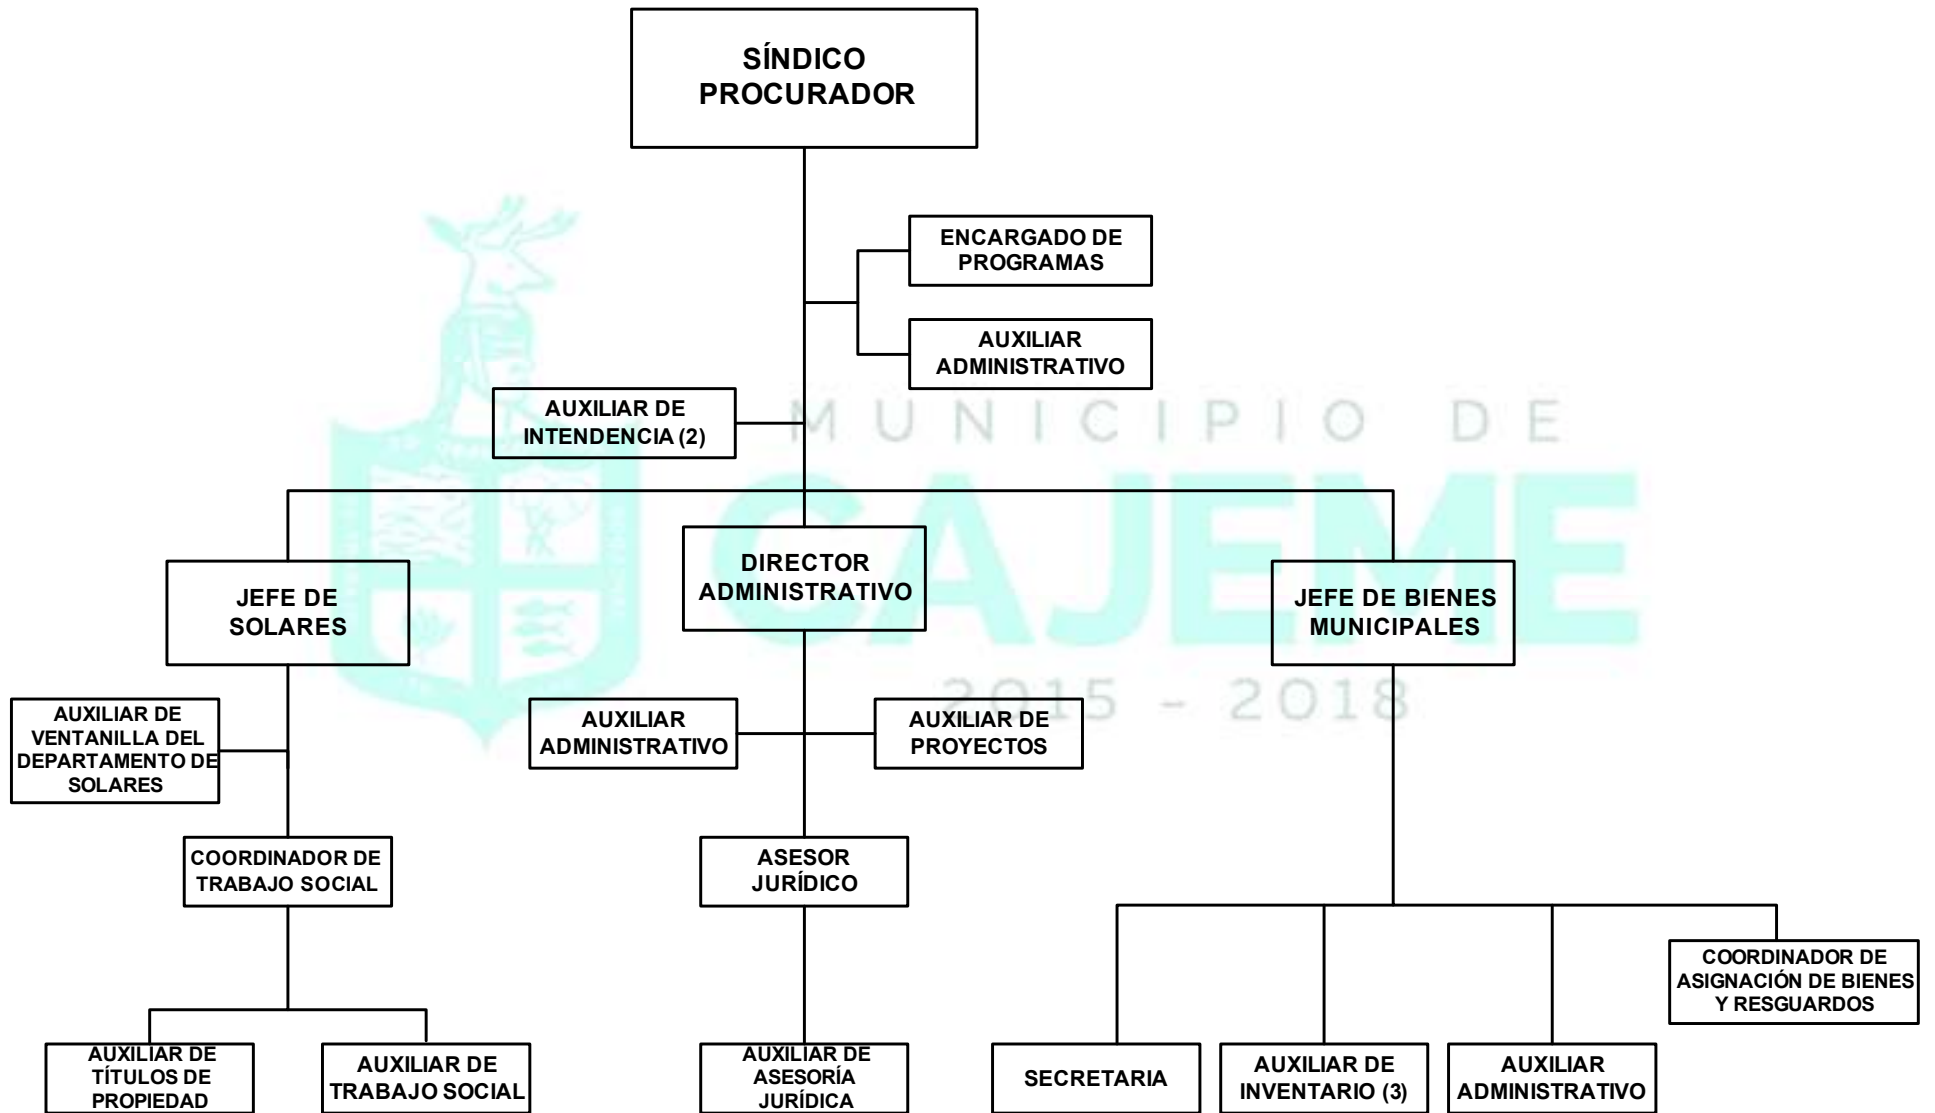 SÍNDICO
PROCURADOR
ENCARGADO DE
PROGRAMAS
AUXILIAR
ADMINISTRATIVO
AUXILIAR DE
INTENDENCIA (2)
MUNICIPIO DE
CAJEME
2015 - 2018
JEFE DE
SOLARES
DIRECTOR
ADMINISTRATIVO
JEFE DE BIENES
MUNICIPALES
AUXILIAR DE
VENTANILLA DEL
DEPARTAMENTO DE
SOLARES
AUXILIAR
ADMINISTRATIVO
AUXILIAR DE
PROYECTOS
COORDINADOR DE
TRABAJO SOCIAL
ASESOR
JURÍDICO
COORDINADOR DE
ASIGNACIÓN DE BIENES
Y RESGUARDOS
AUXILIAR DE
TÍTULOS DE
PROPIEDAD
AUXILIAR DE
TRABAJO SOCIAL
AUXILIAR DE
ASESORÍA
JURÍDICA
SECRETARIA
AUXILIAR DE
INVENTARIO (3)
AUXILIAR
ADMINISTRATIVO